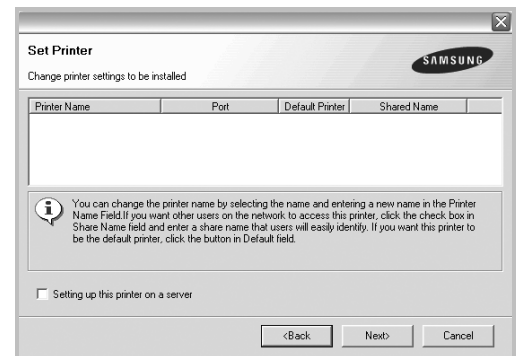 Set Printer
Change printer settings to be installed
SAMSUNG
Printer Name Port Default Printer Shared Name
You can change the printer name by selecting the name and entering a new name in the Printer
Name Field.If you want other users on the network to access this printer, click the check box in
Share Name field and enter a share name that users will easily identify. If you want this printer to
be the default printer, click the button in Default field.
Setting up this printer on a server
<Back Next> Cancel